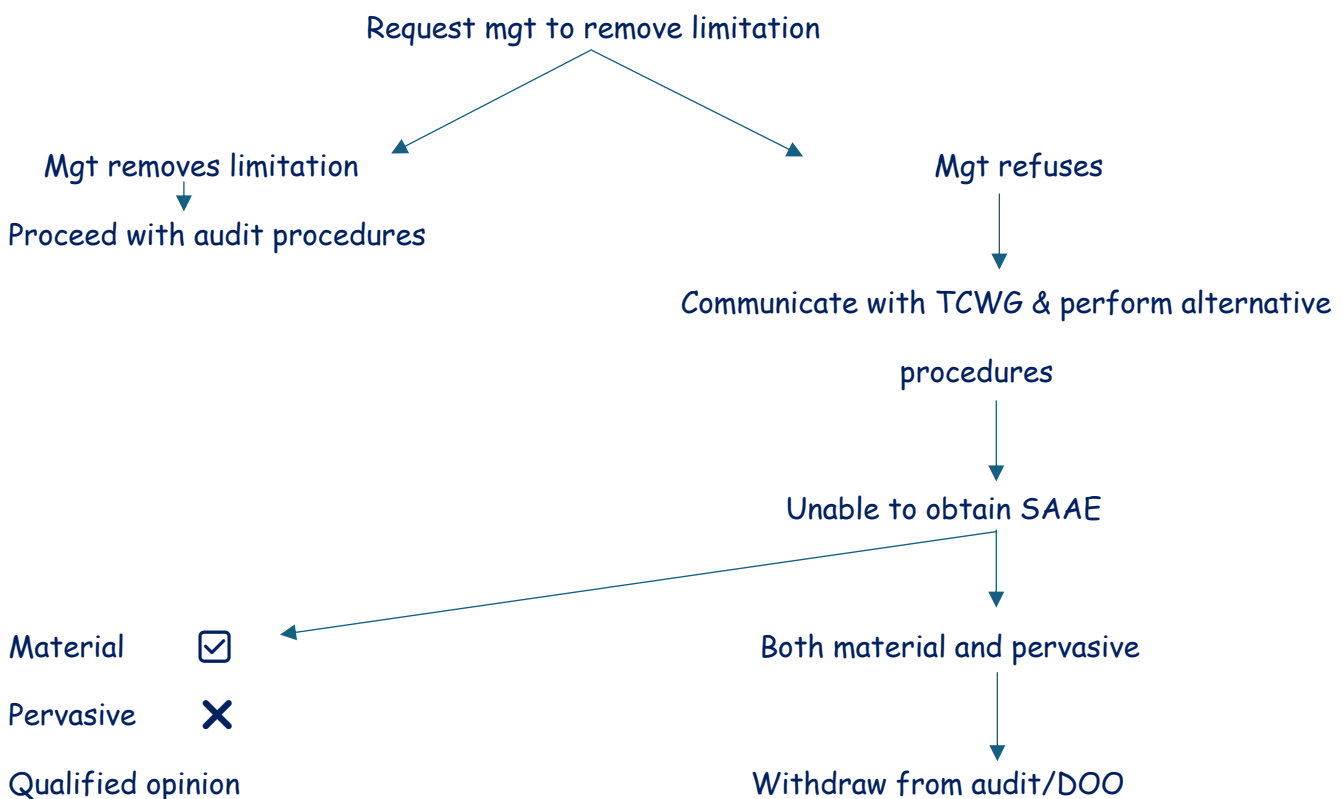 Request mgt to remove limitation
Mgt removes limitation
Mgt refuses
Proceed with audit procedures
Communicate with TCWG & perform alternative
procedures
Unable to obtain SAAE
Material
Both material and pervasive
Pervasive
Qualified opinion
Withdraw from audit/DOO